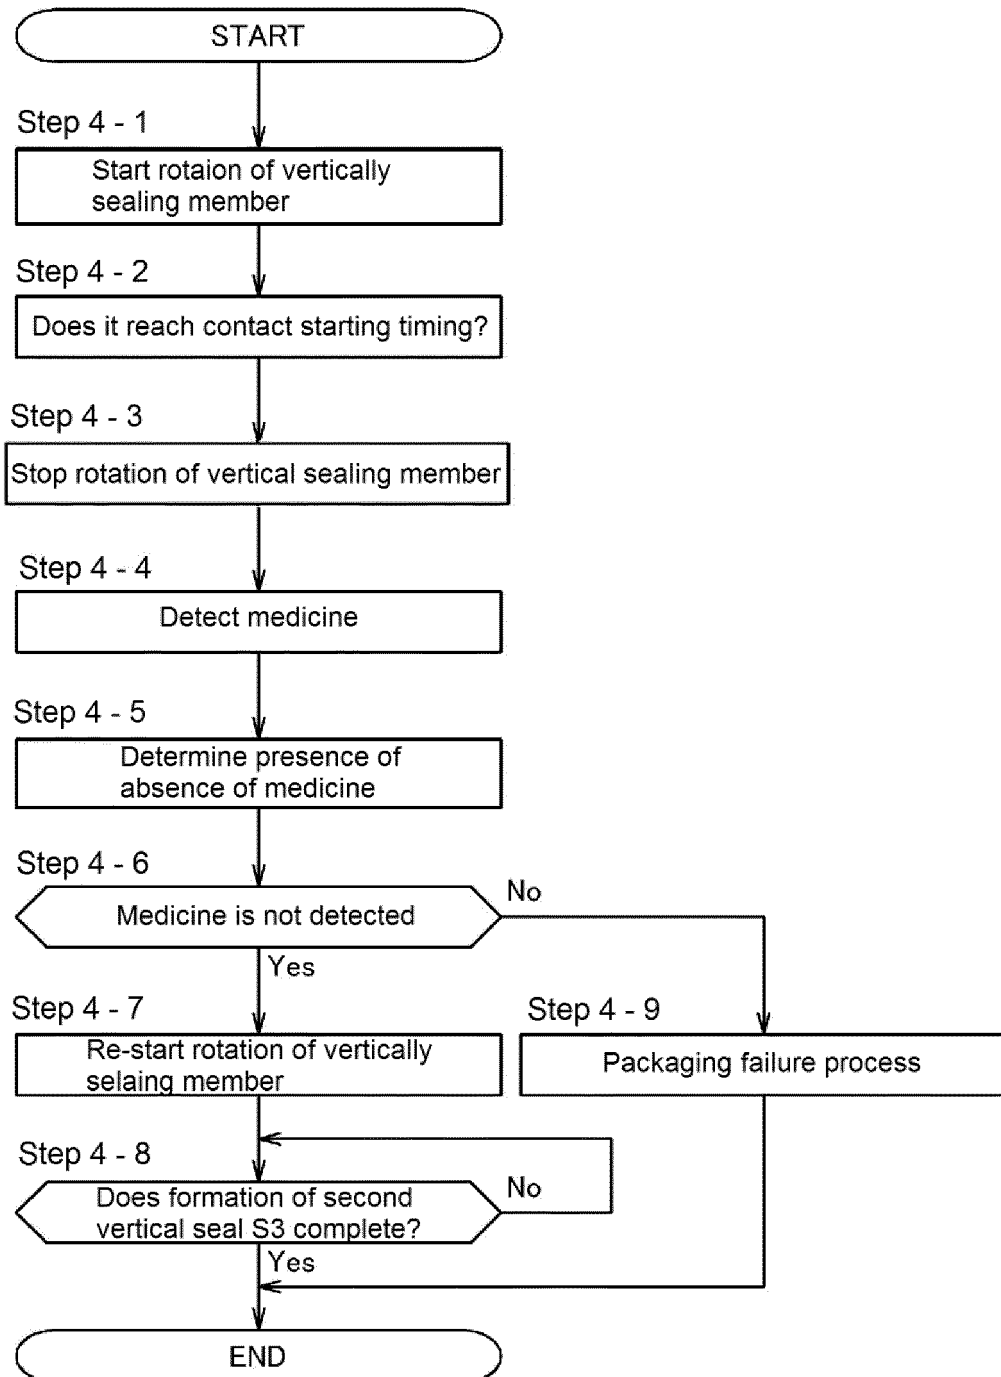 START
Step 4 - 1
Start rotaion of vertically
sealing member
Step 4 - 2
Does it reach contact starting timing?
Step 4 - 3
Stop rotation of vertical sealing member
Step 4 - 4
Detect medicine
Step 4 - 5
Determine presence of
absence of medicine
Step 4 - 6
Medicine is not detected
No
Yes
Step 4 - 7
Re-start rotation of vertically
selaing member
Step 4 - 9
Packaging failure process
Step 4 - 8
Does formation of second
vertical seal S3 complete?
No
Yes
END